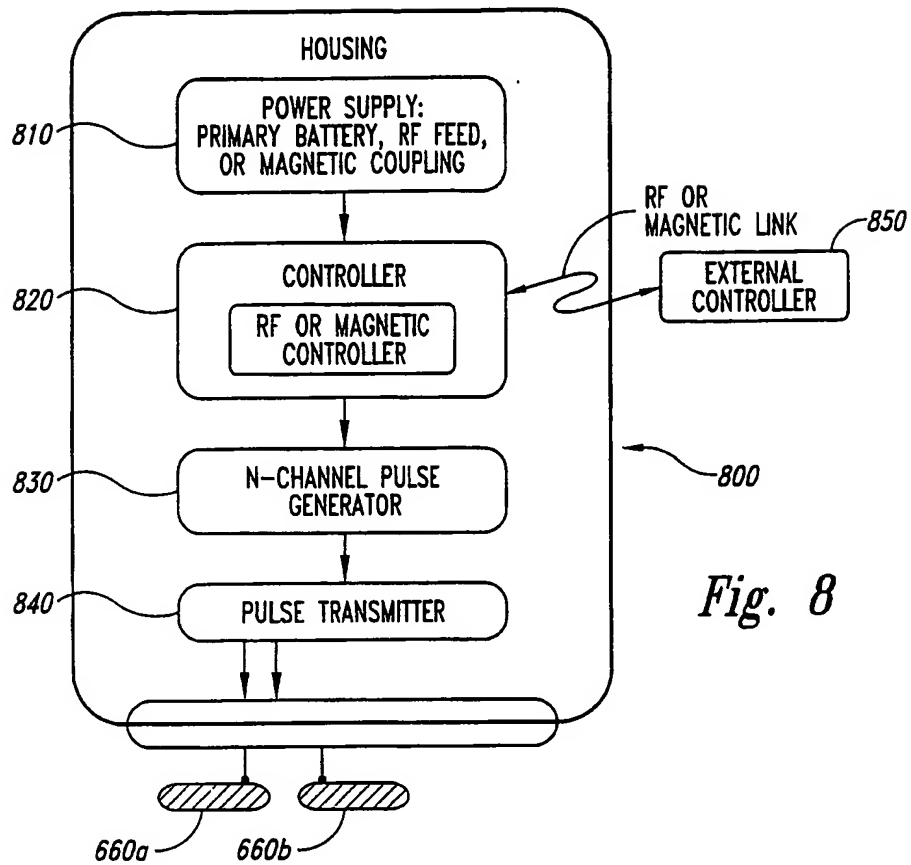 HOUSING
810
POWER SUPPLY:
PRIMARY BATTERY, RF FEED,
OR MAGNETIC COUPLING
RF OR
MAGNETIC LINK
850
EXTERNAL
CONTROLLER
820
CONTROLLER
RF OR MAGNETIC
CONTROLLER
830
N-CHANNEL PULSE
GENERATOR
800
840
PULSE TRANSMITTER
Fig. 8
660a
660b